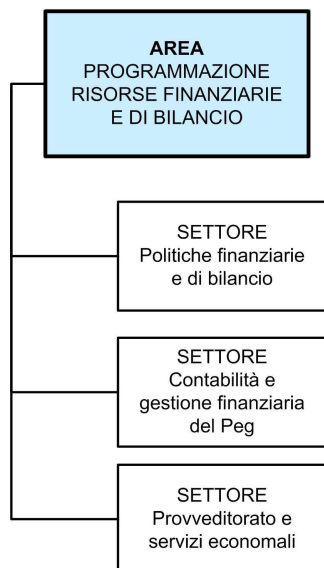 AREA
PROGRAMMAZIONE
RISORSE FINANZIARIE
E DI BILANCIO
SETTORE
Politiche finanziarie
e di bilancio
SETTORE
Contabilità e
gestione finanziaria
del Peg
SETTORE
Provveditorato e
servizi economali